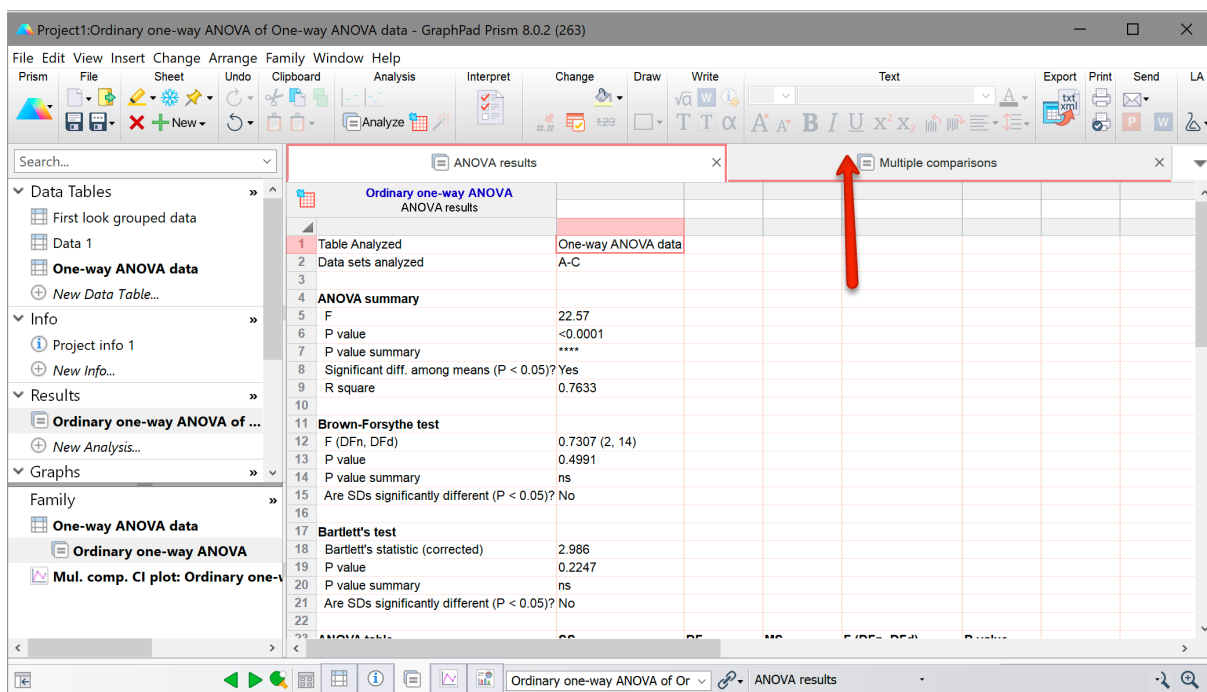 Project1:Ordinary one-way ANOVA of One-way ANOVA data - GraphPad Prism 8.0.2 (263)
File Edit View Insert Change Arrange Family Window Help
Prism File Sheet Undo Clipboard Analysis Interpret Change Draw Write Text Export Print Send LA
New Analyze
Search...
ANOVA results
Multiple comparisons
Data Tables
First look grouped data
Data 1
One-way ANOVA data
New Data Table...
Info
Project info 1
New Info...
Results
Ordinary one-way ANOVA of ...
New Analysis...
Graphs
Family
One-way ANOVA data
Ordinary one-way ANOVA
Mul. comp. CI plot: Ordinary one-
Ordinary one-way ANOVA
ANOVA results
1 Table Analyzed One-way ANOVA data
2 Data sets analyzed A-C
3
4 ANOVA summary
5 F 22.57
6 P value <0.0001
7 P value summary ****
8 Significant diff. among means (P < 0.05)? Yes
9 R square 0.7633
10
11 Brown-Forsythe test
12 F (DFn, DFd) 0.7307 (2, 14)
13 P value 0.4991
14 P value summary ns
15 Are SDs significantly different (P < 0.05)? No
16
17 Bartlett's test
18 Bartlett's statistic (corrected) 2.986
19 P value 0.2247
20 P value summary ns
21 Are SDs significantly different (P < 0.05)? No
22
23 ANOVA table SS DF MS F (DFn, DFd) P value
Ordinary one-way ANOVA of Or
ANOVA results